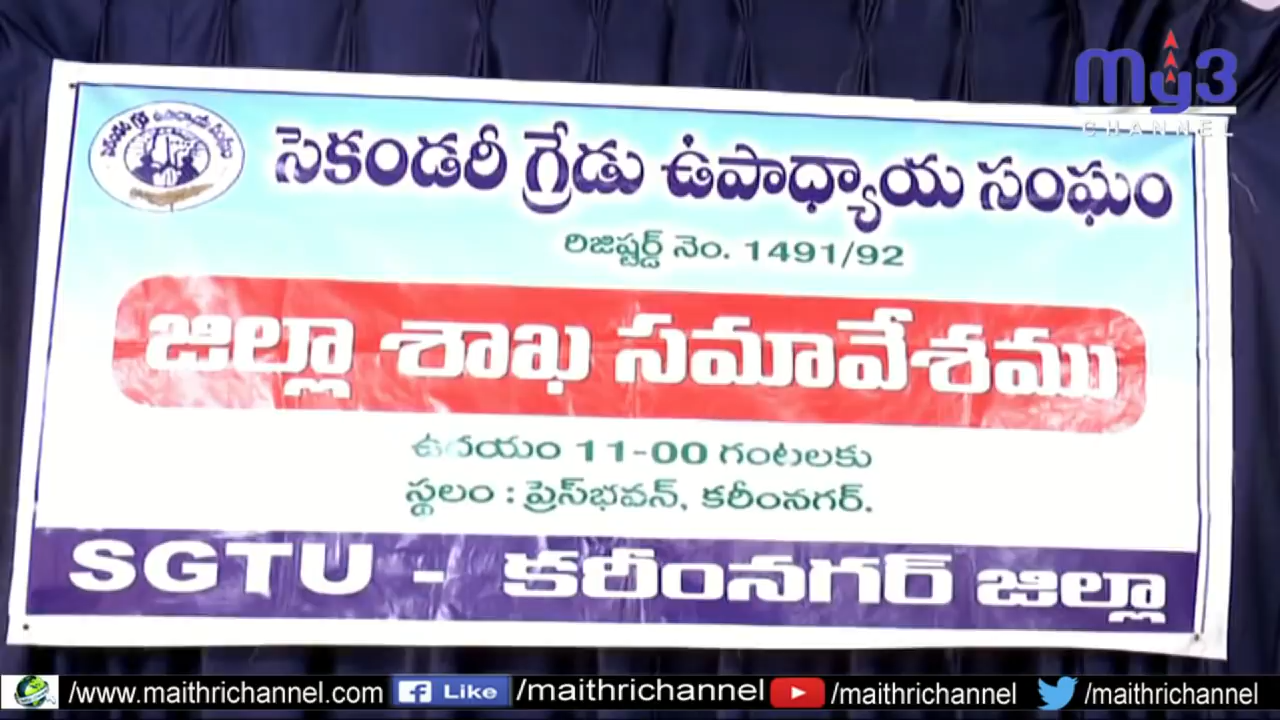 my3
CHANNEL
సెకండరీ గ్రేడు ఉపాధ్యాయ సంఘం
రిజిష్టర్డ్ నెం. 1491/92
జిల్లా శాఖ సమావేశము
ఉదయం 11-00 గంటలకు
స్థలం : ప్రెస్‌భవన్, కరీంనగర్.
SGTU - కరీంనగర్ జిల్లా
/www.maithrichannel.com f Like /maithrichannel /maithrichannel /maithrichannel